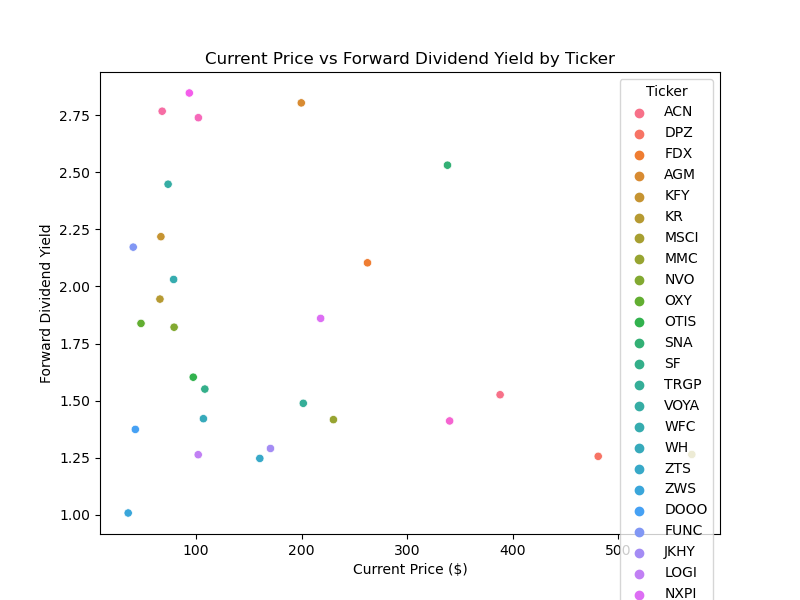 Current Price vs Forward Dividend Yield by Ticker
Ticker
ACN
DPZ
FDX
AGM
KFY
KR
MSCI
MMC
NVO
OXY
OTIS
SNA
SF
TRGP
VOYA
WFC
WH
ZTS
ZWS
DOOO
FUNC
JKHY
LOGI
NXPI
Forward Dividend Yield
2.75
2.50
2.25
2.00
1.75
1.50
1.25
1.00
100
200
300
400
500
Current Price ($)